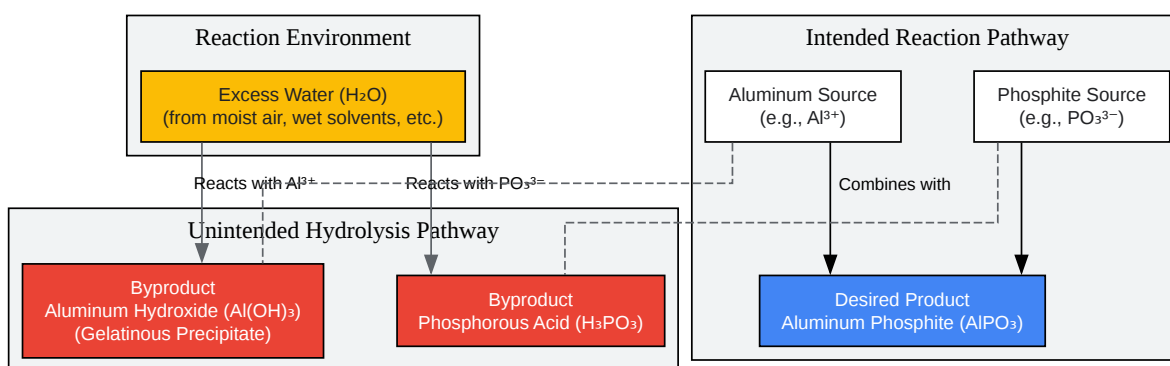 Reaction Environment
Excess Water (H₂O)
(from moist air, wet solvents, etc.)
Intended Reaction Pathway
Aluminum Source
(e.g., Al³⁺)
Phosphite Source
(e.g., PO₃³⁻)
Reacts with Al³⁺
Reacts with PO₃³⁻
Combines with
Unintended Hydrolysis Pathway
Byproduct
Aluminum Hydroxide (Al(OH)₃)
(Gelatinous Precipitate)
Byproduct
Phosphorous Acid (H₃PO₃)
Desired Product
Aluminum Phosphite (AlPO₃)